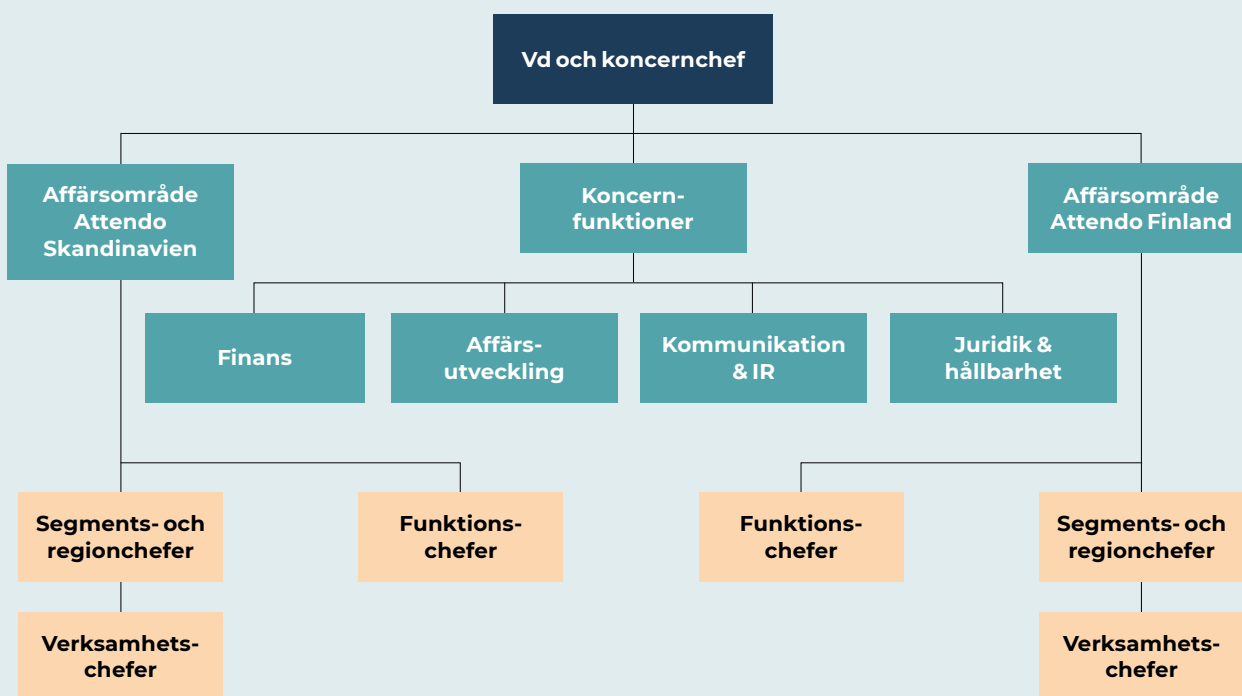 Vd och koncernchef
Affärsområde
Attendo
Skandinavien
Koncern-
funktioner
Affärsområde
Attendo Finland
Finans
Affärs-
utveckling
Kommunikation
& IR
Juridik &
hållbarhet
Segments- och
regionchefer
Funktions-
chefer
Funktions-
chefer
Segments- och
regionchefer
Verksamhets-
chefer
Verksamhets-
chefer